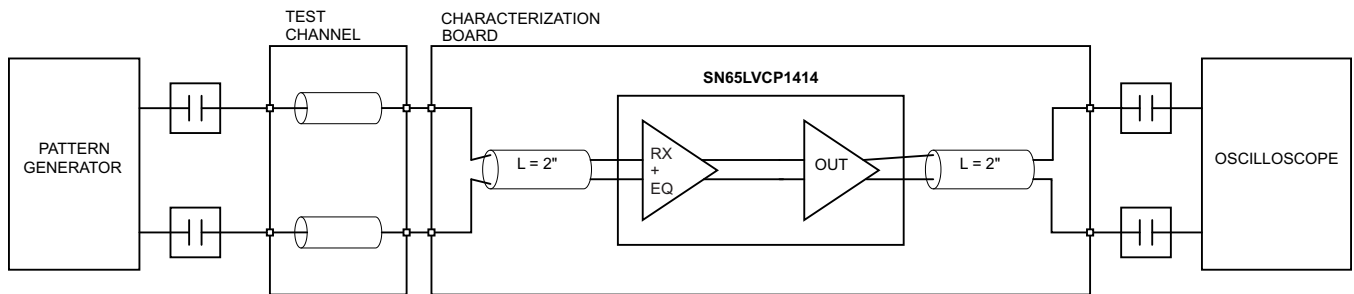 TEST
CHANNEL
CHARACTERIZATION
BOARD
SN65LVCP1414
PATTERN
GENERATOR
L = 2"
RX
+
EQ
OUT
L = 2"
OSCILLOSCOPE